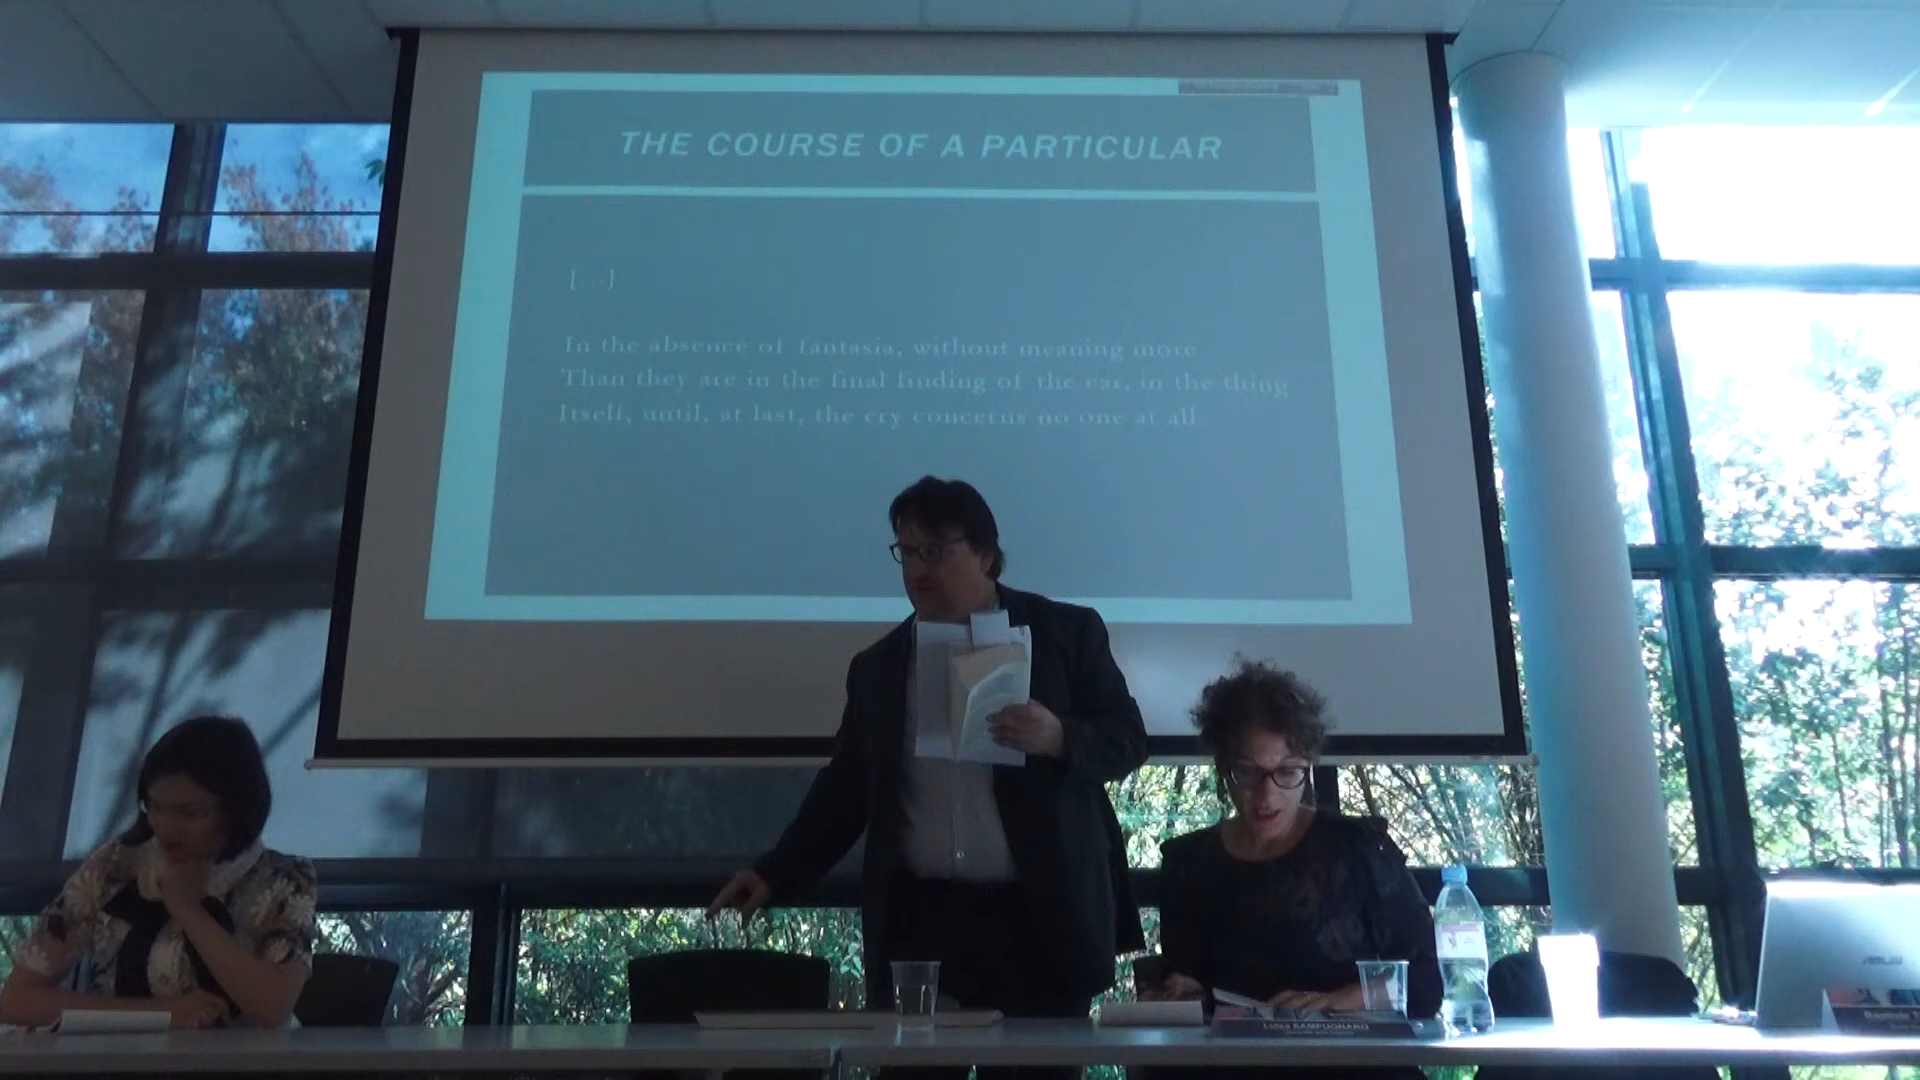 THE COURSE OF A PARTICULAR
[...]
In the absence of fantasia, without meaning more
Than they are in the final finding of the ear, in the thing
Itself, until, at last, the cry concerns no one at all
ASUS